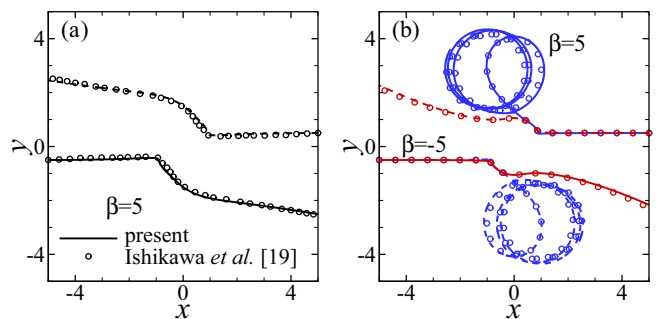 (a)
4
0
-4
y
β=5
present
Ishikawa et al. [19]
-4
0
4
x
(b)
4
0
-4
y
β=5
β=-5
-4
0
4
x